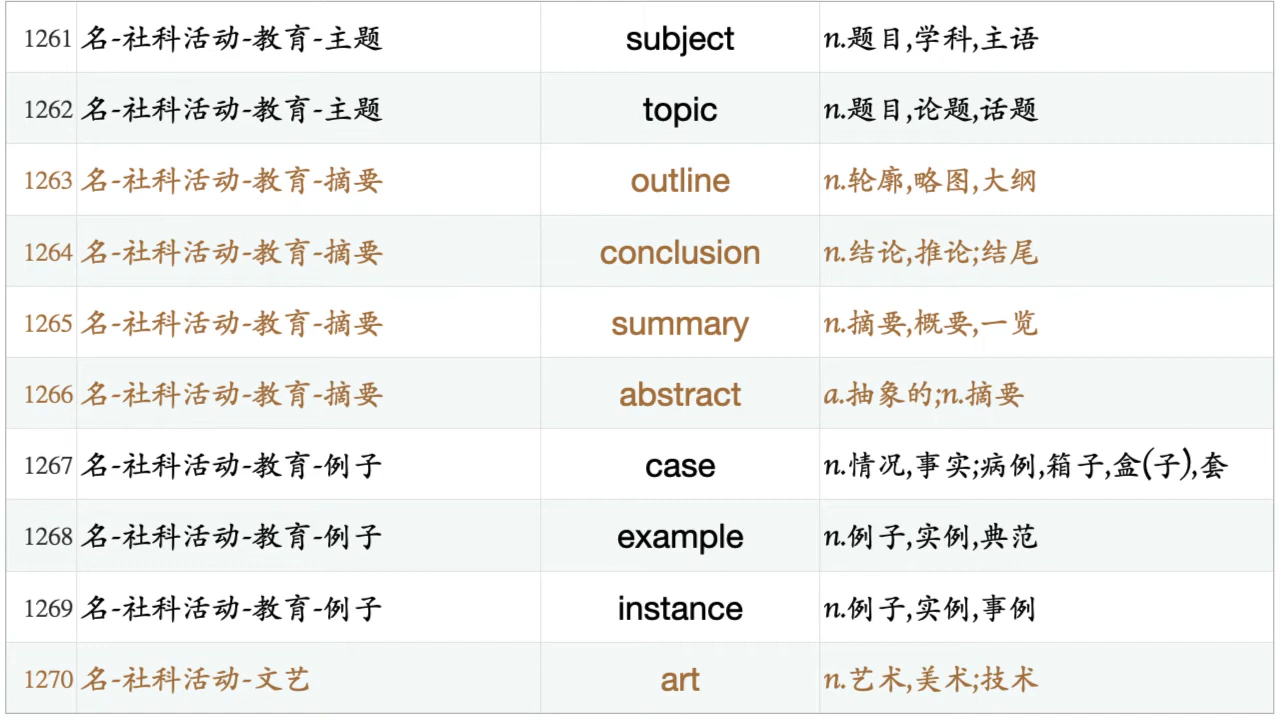 1261 名-社科活动-教育-主题 subject n.题目,学科,主语
1262 名-社科活动-教育-主题 topic n.题目,论题,话题
1263 名-社科活动-教育-摘要 outline n.轮廓,略图,大纲
1264 名-社科活动-教育-摘要 conclusion n.结论,推论;结尾
1265 名-社科活动-教育-摘要 summary n.摘要,概要,一览
1266 名-社科活动-教育-摘要 abstract a.抽象的;n.摘要
1267 名-社科活动-教育-例子 case n.情况,事实;病例,箱子,盒(子),套
1268 名-社科活动-教育-例子 example n.例子,实例,典范
1269 名-社科活动-教育-例子 instance n.例子,实例,事例
1270 名-社科活动-文艺 art n.艺术,美术;技术